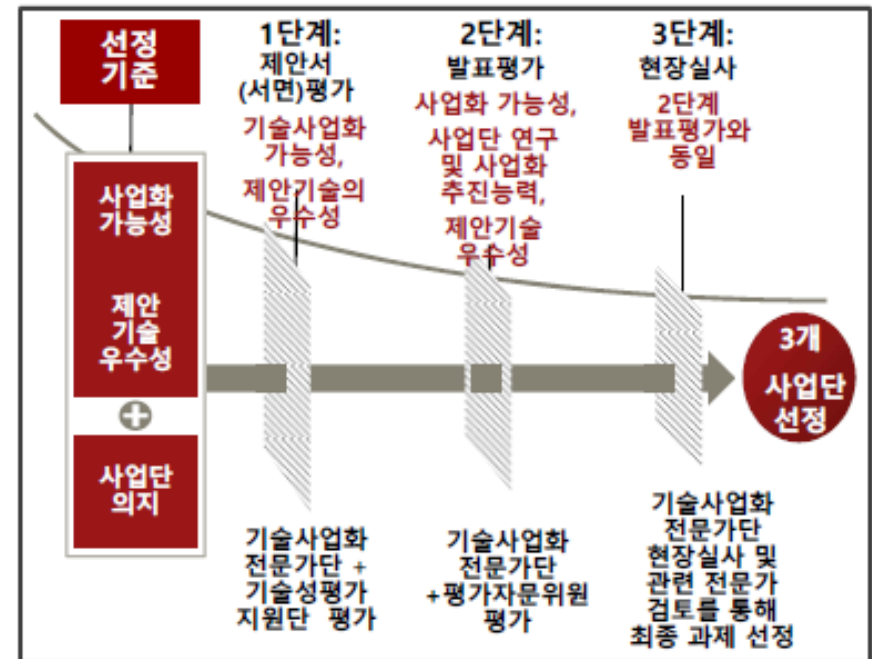 선정
기준
사업화
가능성
제안
기술
우수성
사업단
의지
1단계:
제안서
(서면)평가
기술사업화
가능성,
제안기술의
우수성
2단계:
발표평가
사업화 가능성,
사업단 연구
및 사업화
추진능력,
제안기술
우수성
3단계:
현장실사
2단계
발표평가와
동일
3개
사업단
선정
기술사업화
전문가단 +
기술성평가
지원단 평가
기술사업화
전문가단
+평가자문위원
평가
기술사업화
전문가단
현장실사 및
관련 전문가
검토를 통해
최종 과제 선정